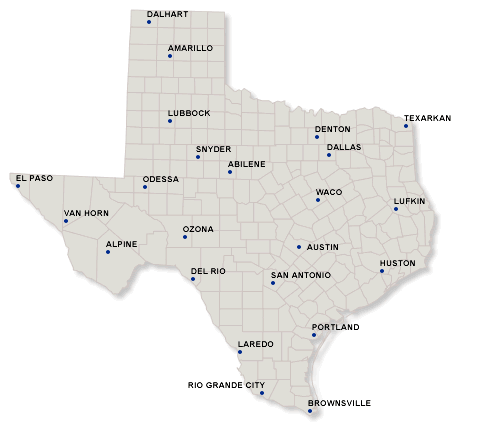 DALHART
AMARILLO
LUBBOCK
TEXARKAN
DENTON
DALLAS
SNYDER
ABILENE
EL PASO
ODESSA
WACO
LUFKIN
VAN HORN
OZONA
ALPINE
AUSTIN
HUSTON
DEL RIO
SAN ANTONIO
PORTLAND
LAREDO
RIO GRANDE CITY
BROWNSVILLE